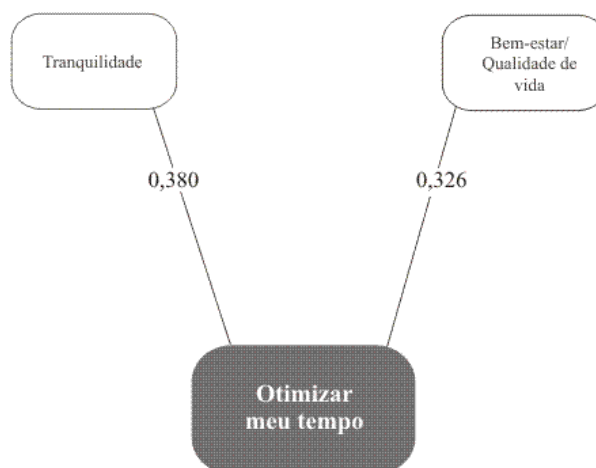 Tranquilidade
Bem-estar/
Qualidade de
vida
0,380
0,326
Otimizar
meu tempo